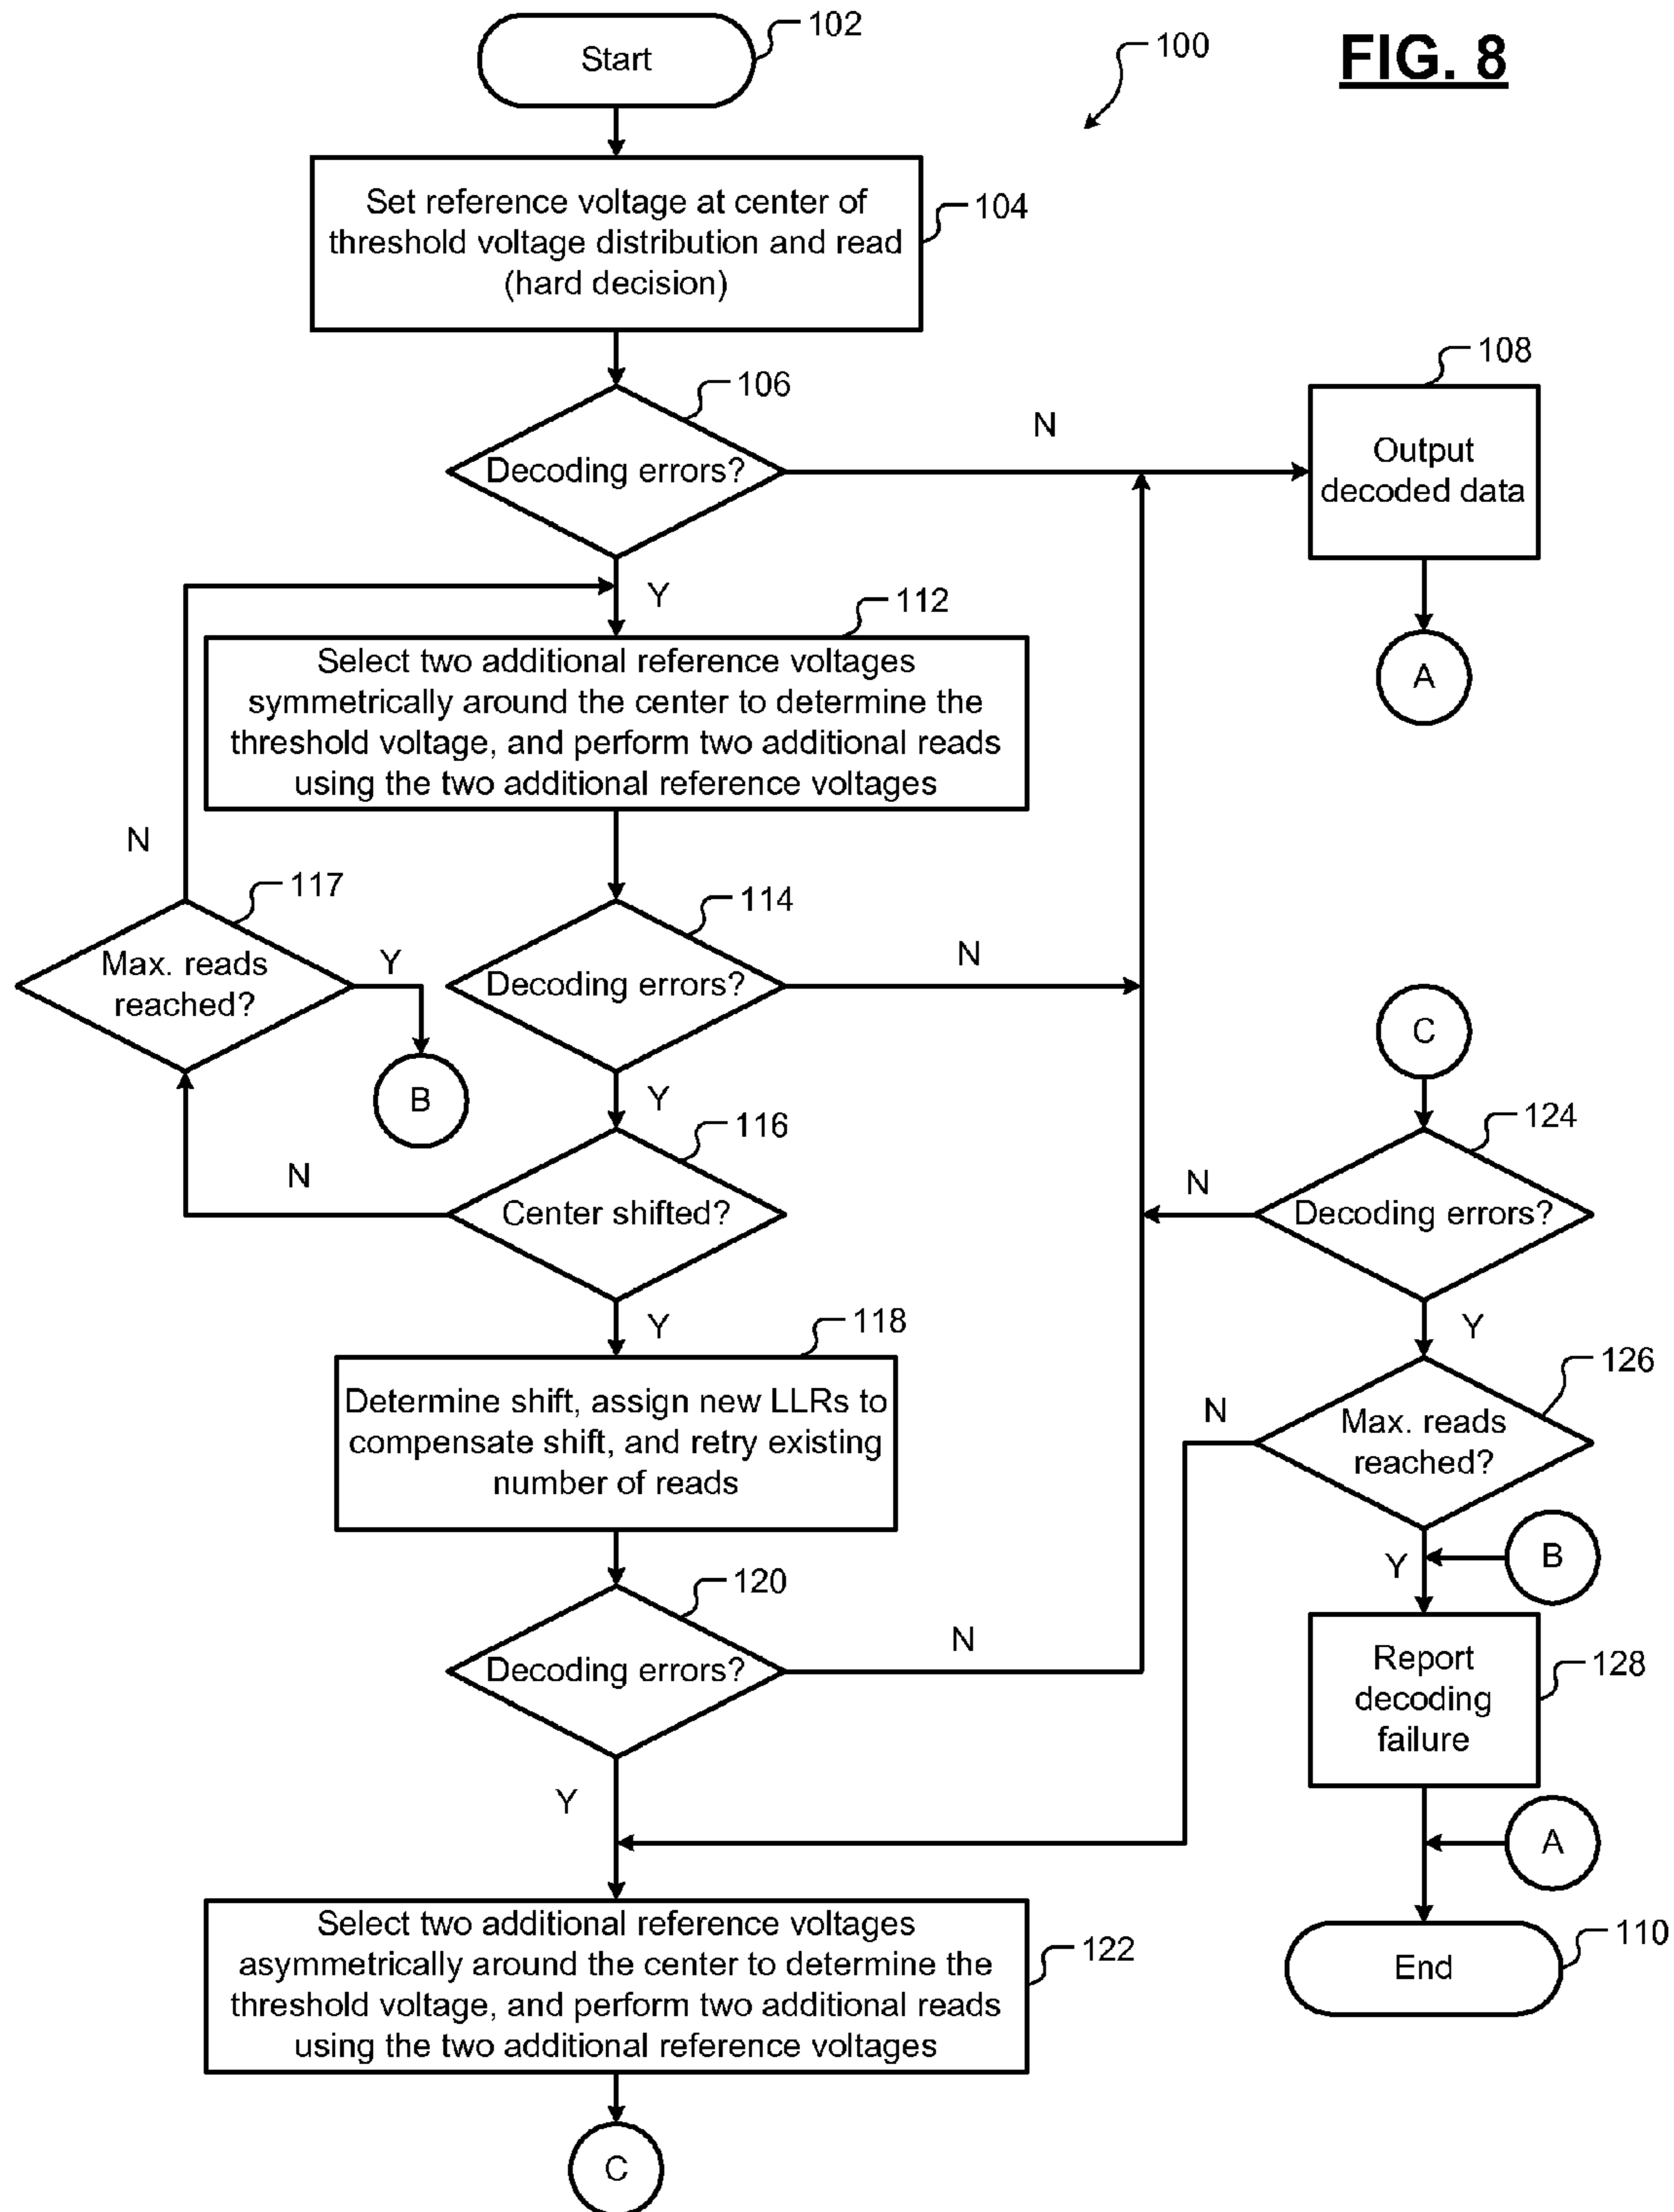 FIG. 8
100
102
Start
104
Set reference voltage at center of
threshold voltage distribution and read
(hard decision)
106
Decoding errors?
N
Y
108
Output
decoded data
A
112
Select two additional reference voltages
symmetrically around the center to determine the
threshold voltage, and perform two additional reads
using the two additional reference voltages
N
117
Max. reads
reached?
Y
B
114
Decoding errors?
N
Y
116
Center shifted?
N
Y
118
Determine shift, assign new LLRs to
compensate shift, and retry existing
number of reads
120
Decoding errors?
N
Y
122
Select two additional reference voltages
asymmetrically around the center to determine the
threshold voltage, and perform two additional reads
using the two additional reference voltages
C
C
124
Decoding errors?
N
Y
126
Max. reads
reached?
N
Y
B
128
Report
decoding
failure
A
110
End